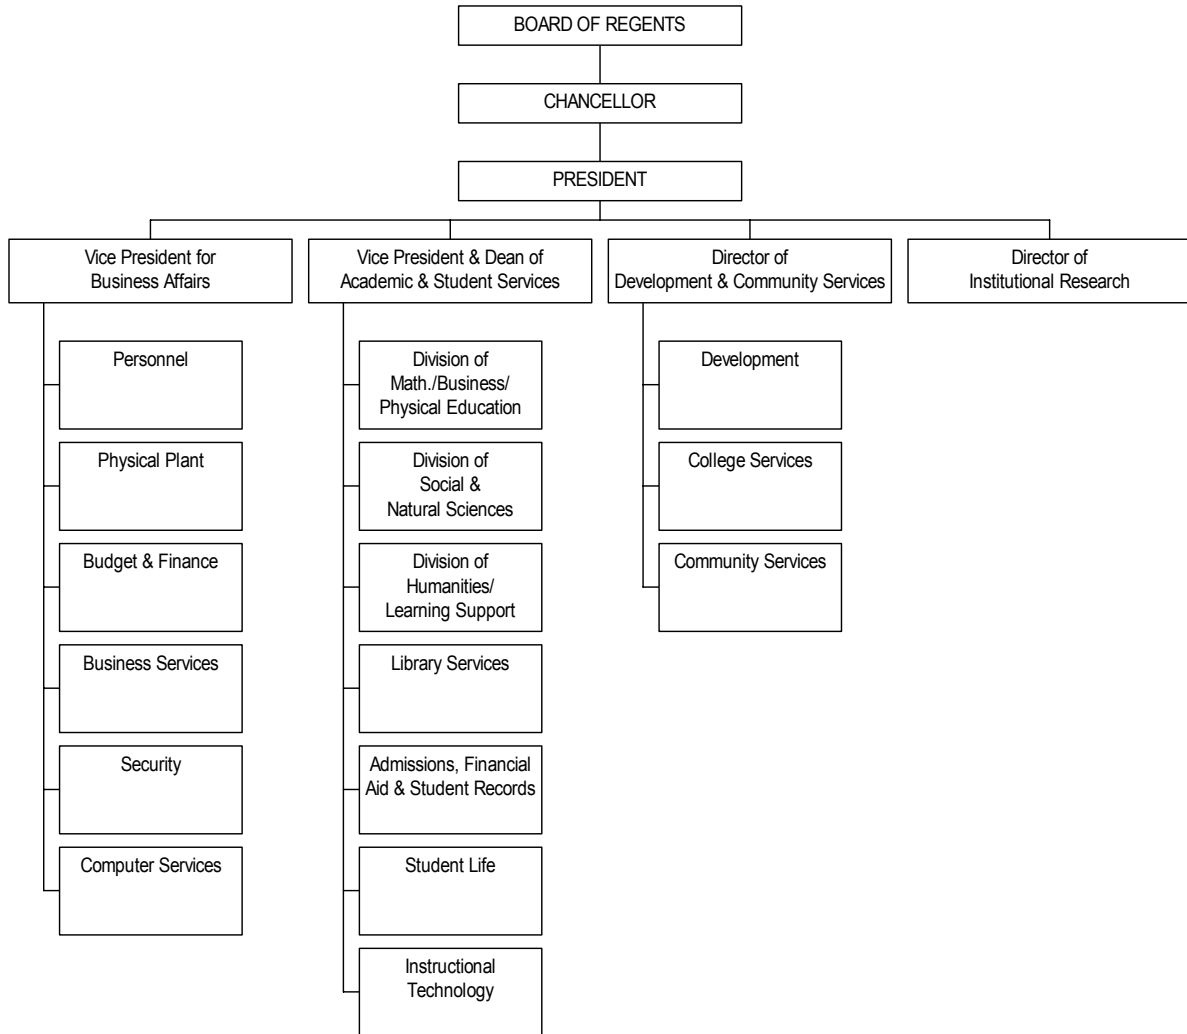 BOARD OF REGENTS
CHANCELLOR
PRESIDENT
Vice President for
Business Affairs
Vice President & Dean of
Academic & Student Services
Director of
Development & Community Services
Director of
Institutional Research
Personnel
Physical Plant
Budget & Finance
Business Services
Security
Computer Services
Division of
Math./Business/
Physical Education
Division of
Social &
Natural Sciences
Division of
Humanities/
Learning Support
Library Services
Admissions, Financial
Aid & Student Records
Student Life
Instructional
Technology
Development
College Services
Community Services